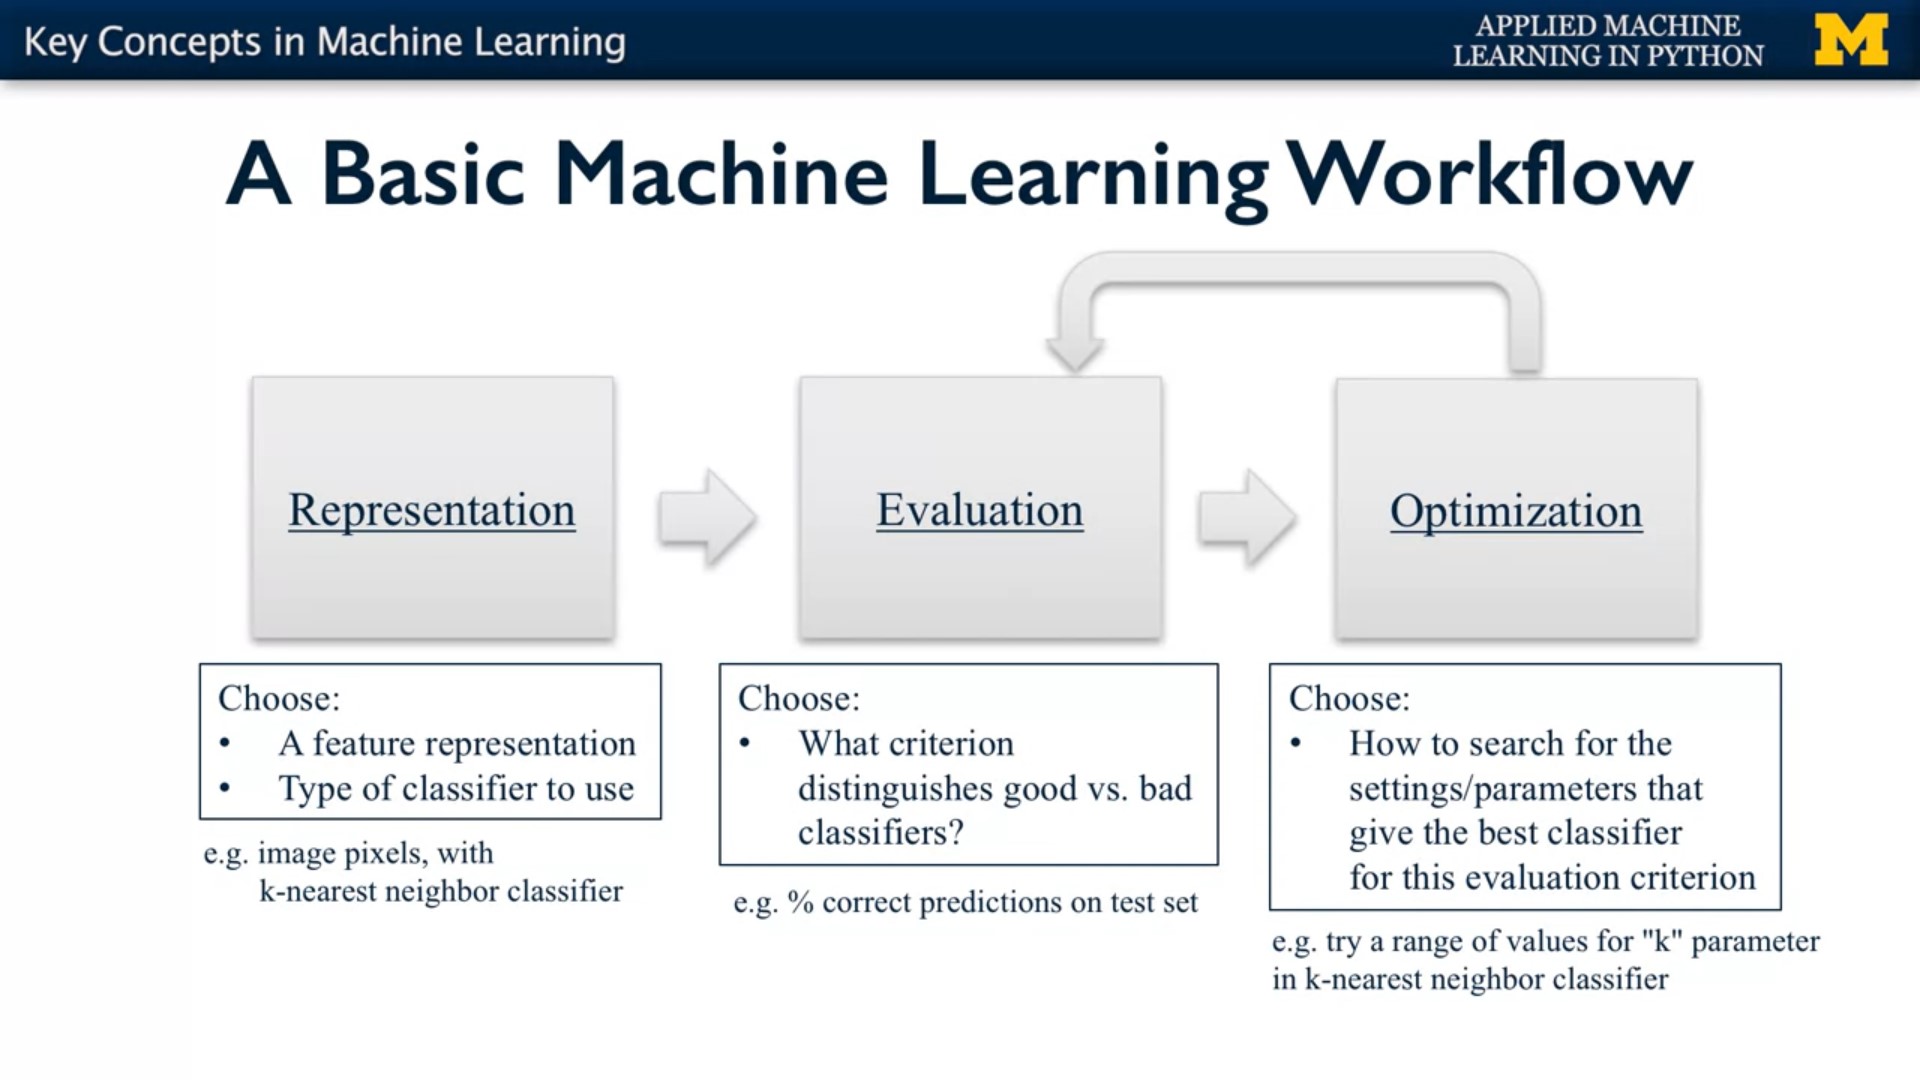 Key Concepts in Machine Learning
APPLIED MACHINE
LEARNING IN PYTHON
M
A Basic Machine Learning Workflow
Representation
Evaluation
Optimization
Choose:
• A feature representation
• Type of classifier to use
e.g. image pixels, with
k-nearest neighbor classifier
Choose:
• What criterion
distinguishes good vs. bad
classifiers?
e.g. % correct predictions on test set
Choose:
• How to search for the
settings/parameters that
give the best classifier
for this evaluation criterion
e.g. try a range of values for "k" parameter
in k-nearest neighbor classifier